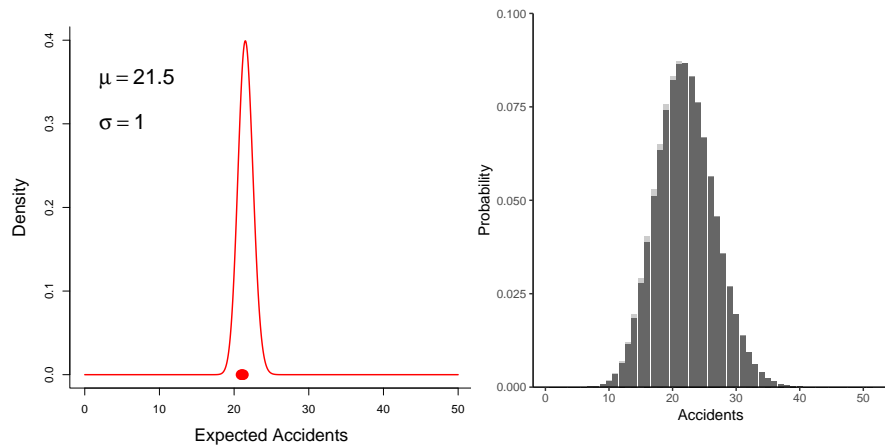 0.4
0.3
0.2
0.1
0.0
Density
μ = 21.5
σ = 1
0 10 20 30 40 50
Expected Accidents
0.100
0.075
0.050
0.025
0.000
Probability
0 10 20 30 40 50
Accidents